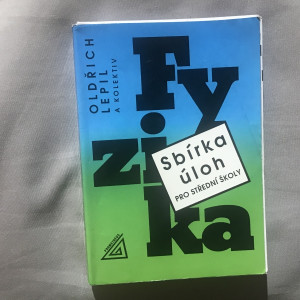 OLDŘICH
LEPIL
A KOLEKTIV
Fy
zi
ka
Sbírka
úloh
PRO STŘEDNÍ ŠKOLY